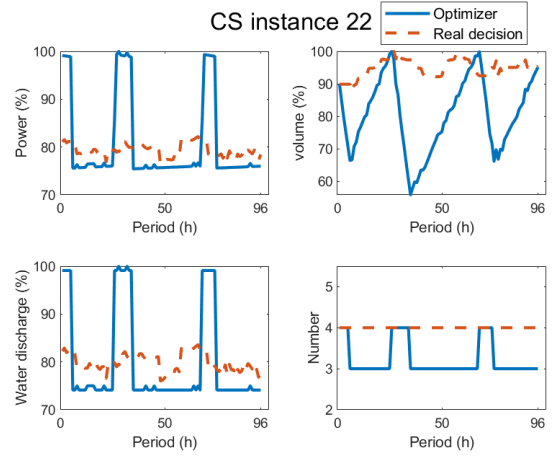 CS instance 22
Optimizer
Real decision
100
90
80
70
Power (%)
0
50
96
Period (h)
100
90
80
70
60
volume (%)
0
50
96
Period (h)
100
90
80
70
Water discharge (%)
0
50
96
Period (h)
5
4
3
2
Number
0
50
96
Period (h)